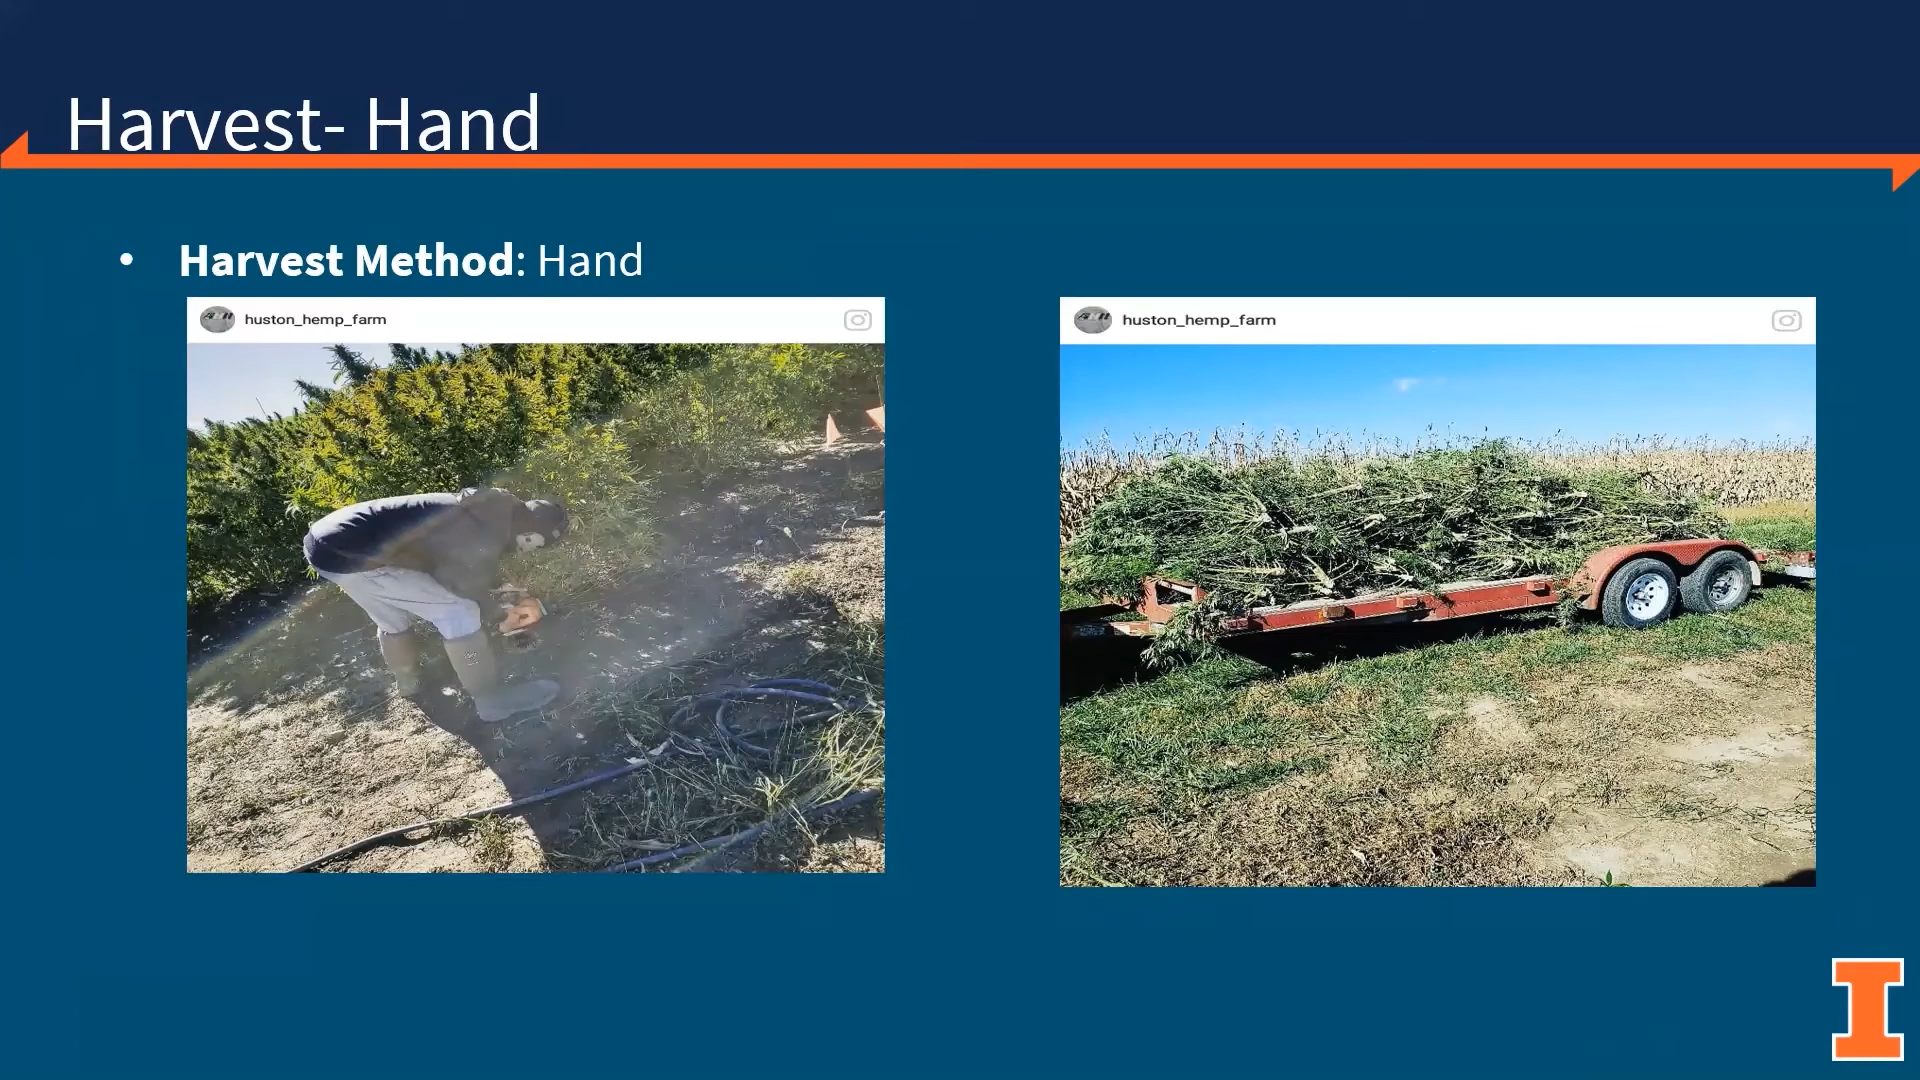 Harvest- Hand
• Harvest Method: Hand
huston_hemp_farm
huston_hemp_farm
I